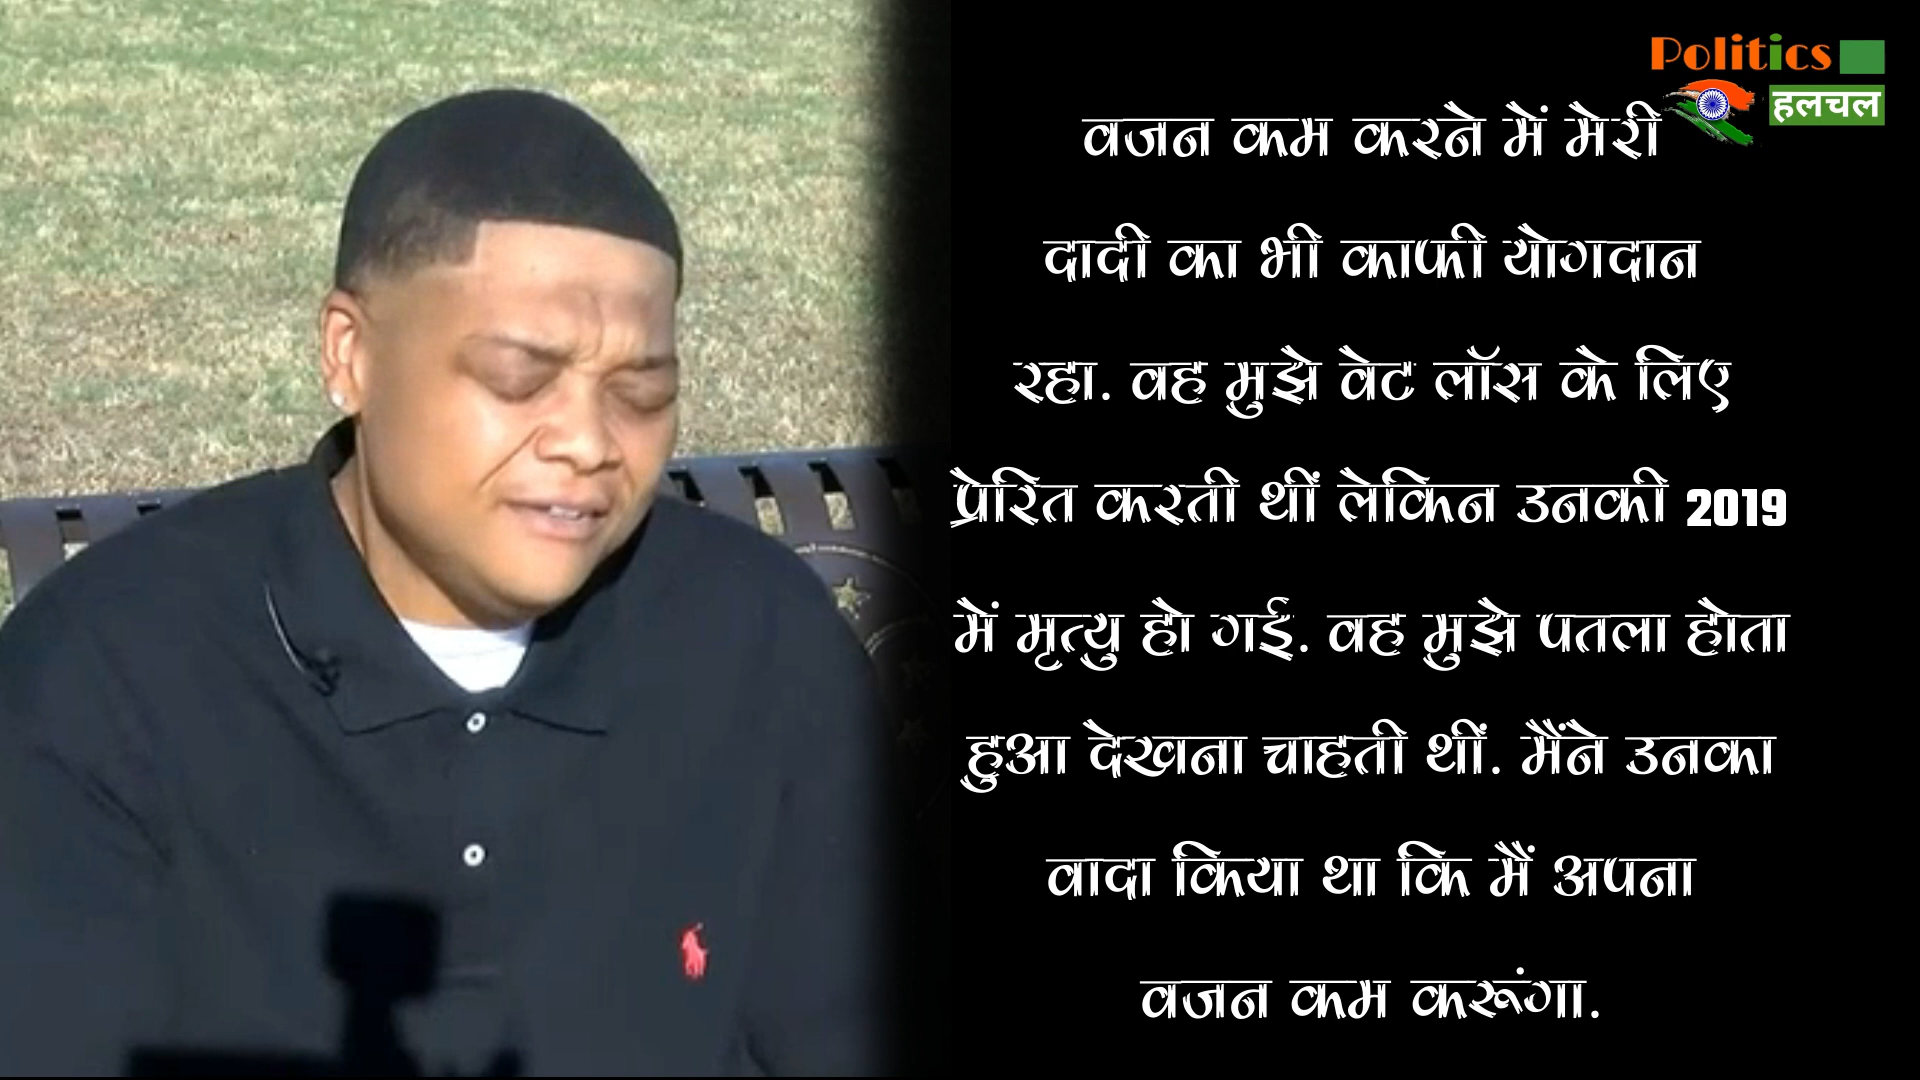 Politics
हलचल
वजन कम करने में मेरी
दादी का भी काफी योगदान
रहा. वह मुझे वेट लॉस के लिए
प्रेरित करती थीं लेकिन उनकी 2019
में मृत्यु हो गई. वह मुझे पतला होता
हुआ देखना चाहती थीं. मैंने उनका
वादा किया था कि मैं अपना
वजन कम करूंगा.